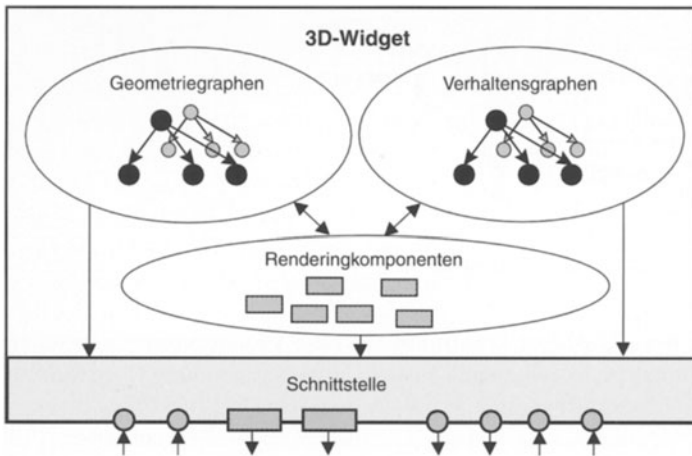 3D-Widget
Geometriegraphen
Verhaltensgraphen
Renderingkomponenten
Schnittstelle